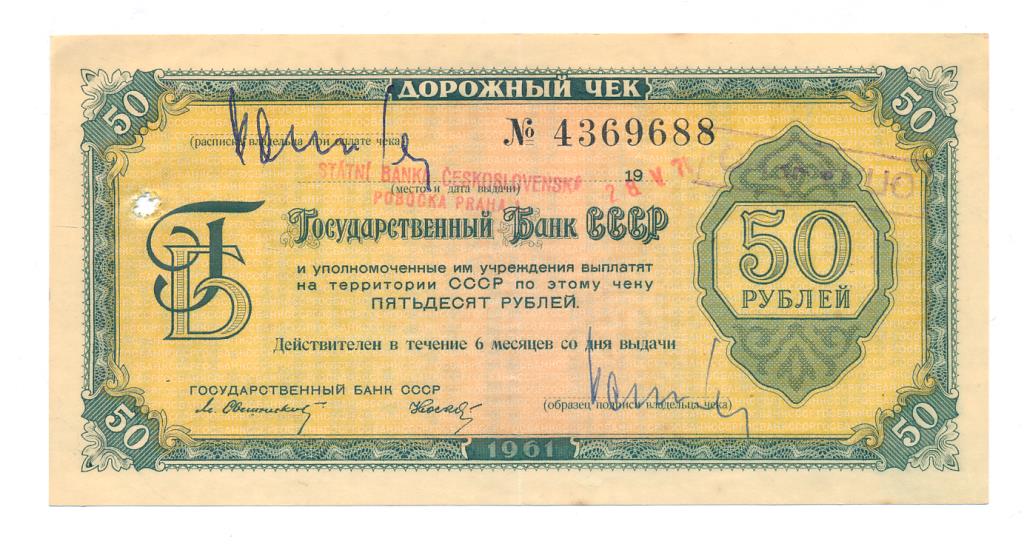 50 ДОРОЖНЫЙ ЧЕК 50
№ 4369688
(расписка владельца при оплате чека)
STÁTNÍ BANKA ČESKOSLOVENSKÁ
19
(место и дата выдачи)
POBOČKA PRAHA
Государственный Банк СССР
ГБ
и уполномоченные им учреждения выплатят
на территории СССР по этому чеку
ПЯТЬДЕСЯТ РУБЛЕЙ.
50
РУБЛЕЙ
Действителен в течение 6 месяцев со дня выдачи
ГОСУДАРСТВЕННЫЙ БАНК СССР
(образец подписи владельца чека)
50 1961 50